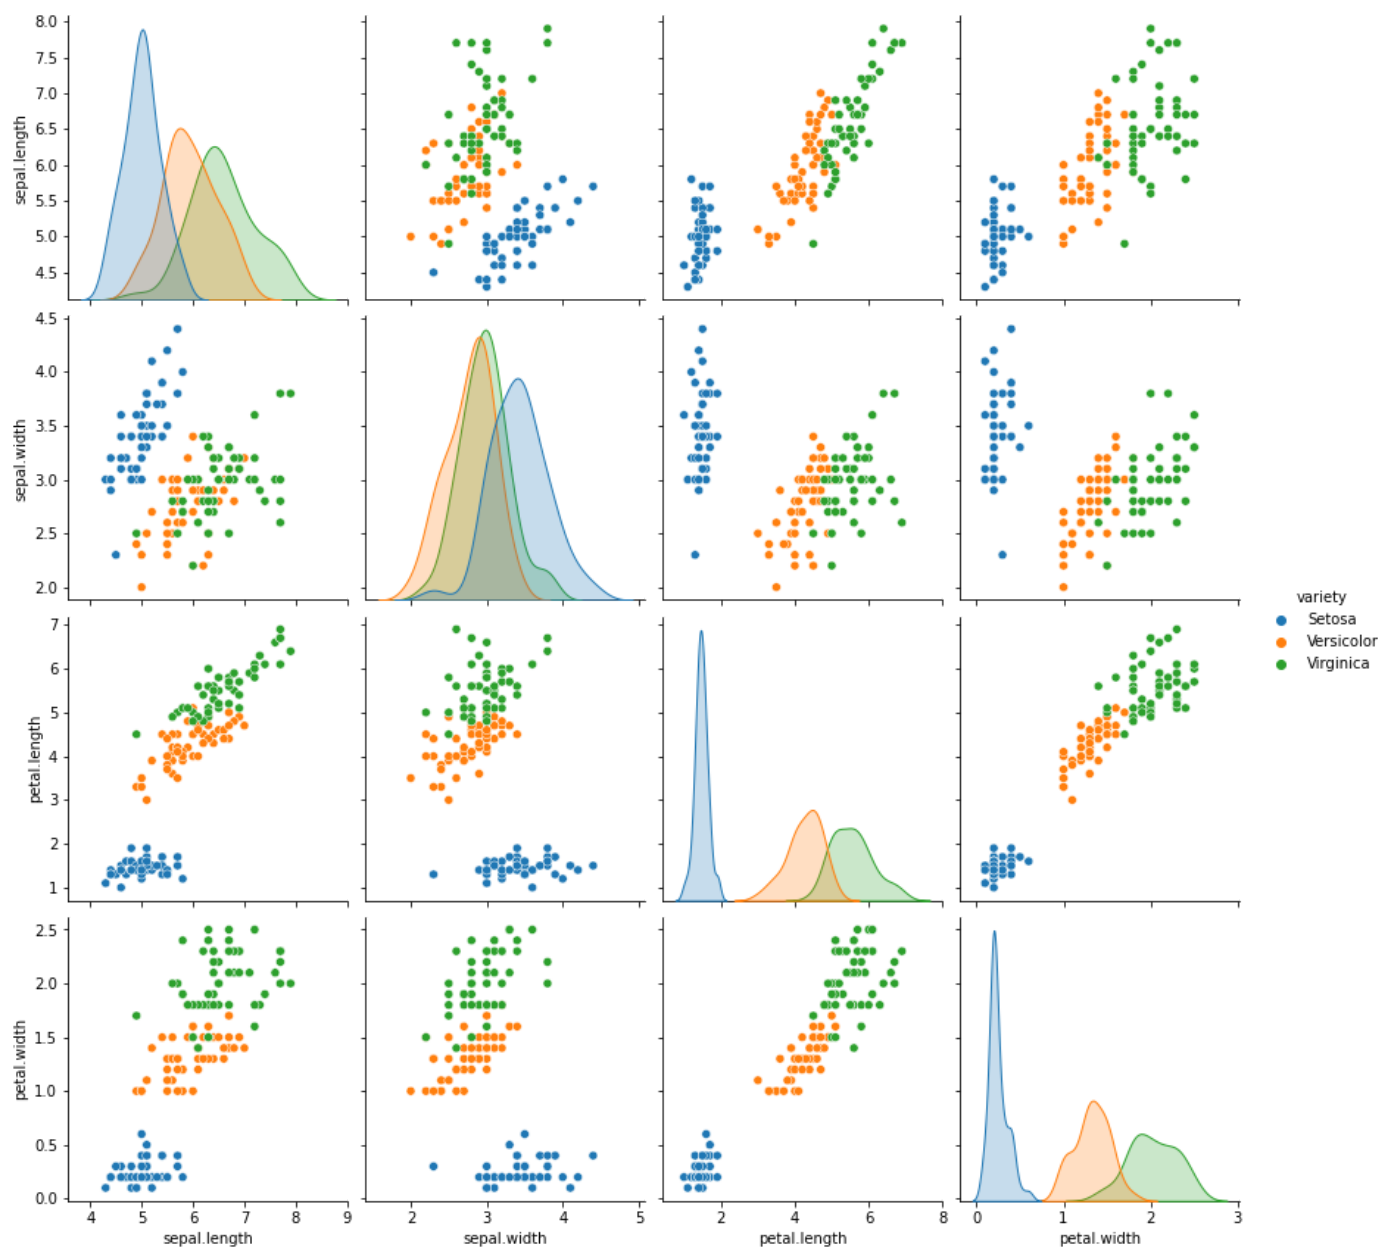 8.0
7.5
7.0
6.5
6.0
5.5
5.0
4.5
sepal.length
4.5
4.0
3.5
3.0
2.5
2.0
sepal.width
variety
Setosa
Versicolor
Virginica
7
6
5
4
3
2
1
petal.length
2.5
2.0
1.5
1.0
0.5
0.0
petal.width
4 5 6 7 8 9 2 3 4 5 2 4 6 8 0 1 2 3
sepal.length sepal.width petal.length petal.width